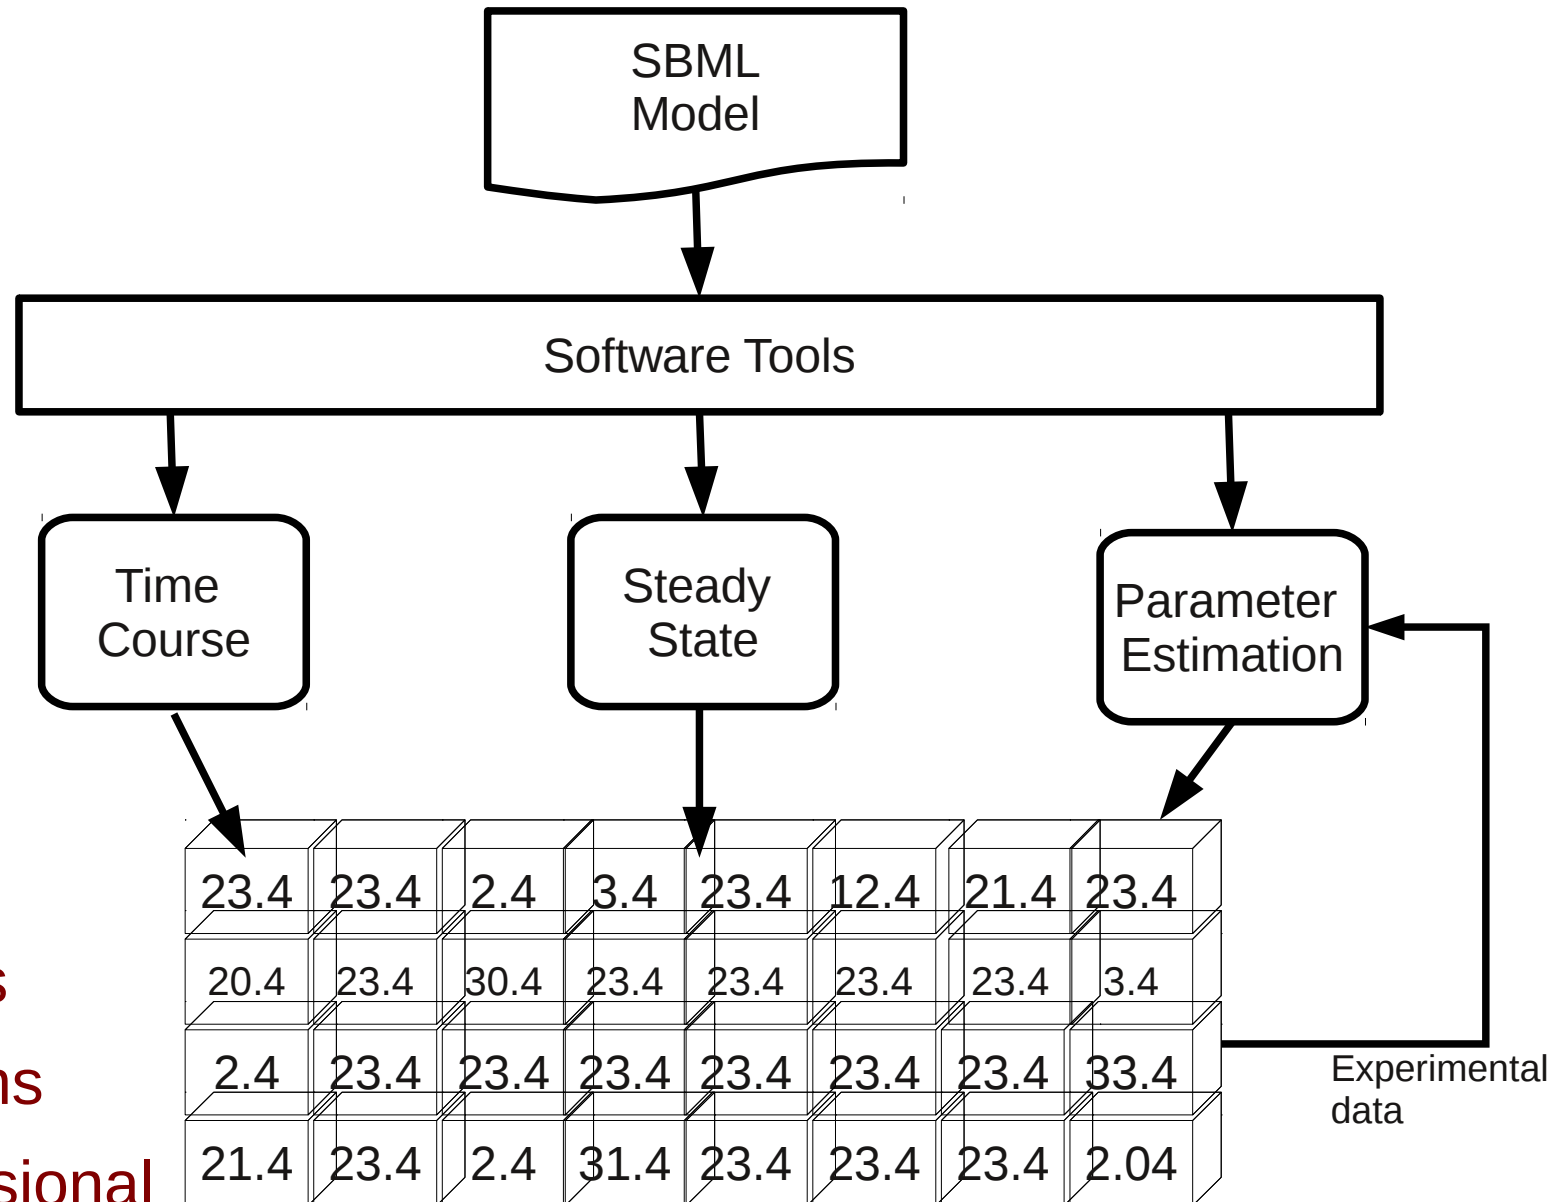 SBML
Model
Software Tools
Time
Course
Steady
State
Parameter
Estimation
23.4 23.4 2.4 3.4 23.4 12.4 21.4 23.4
20.4 23.4 30.4 23.4 23.4 23.4 23.4 3.4
2.4 23.4 23.4 23.4 23.4 23.4 23.4 33.4
21.4 23.4 2.4 31.4 23.4 23.4 23.4 2.04
Experimental
data